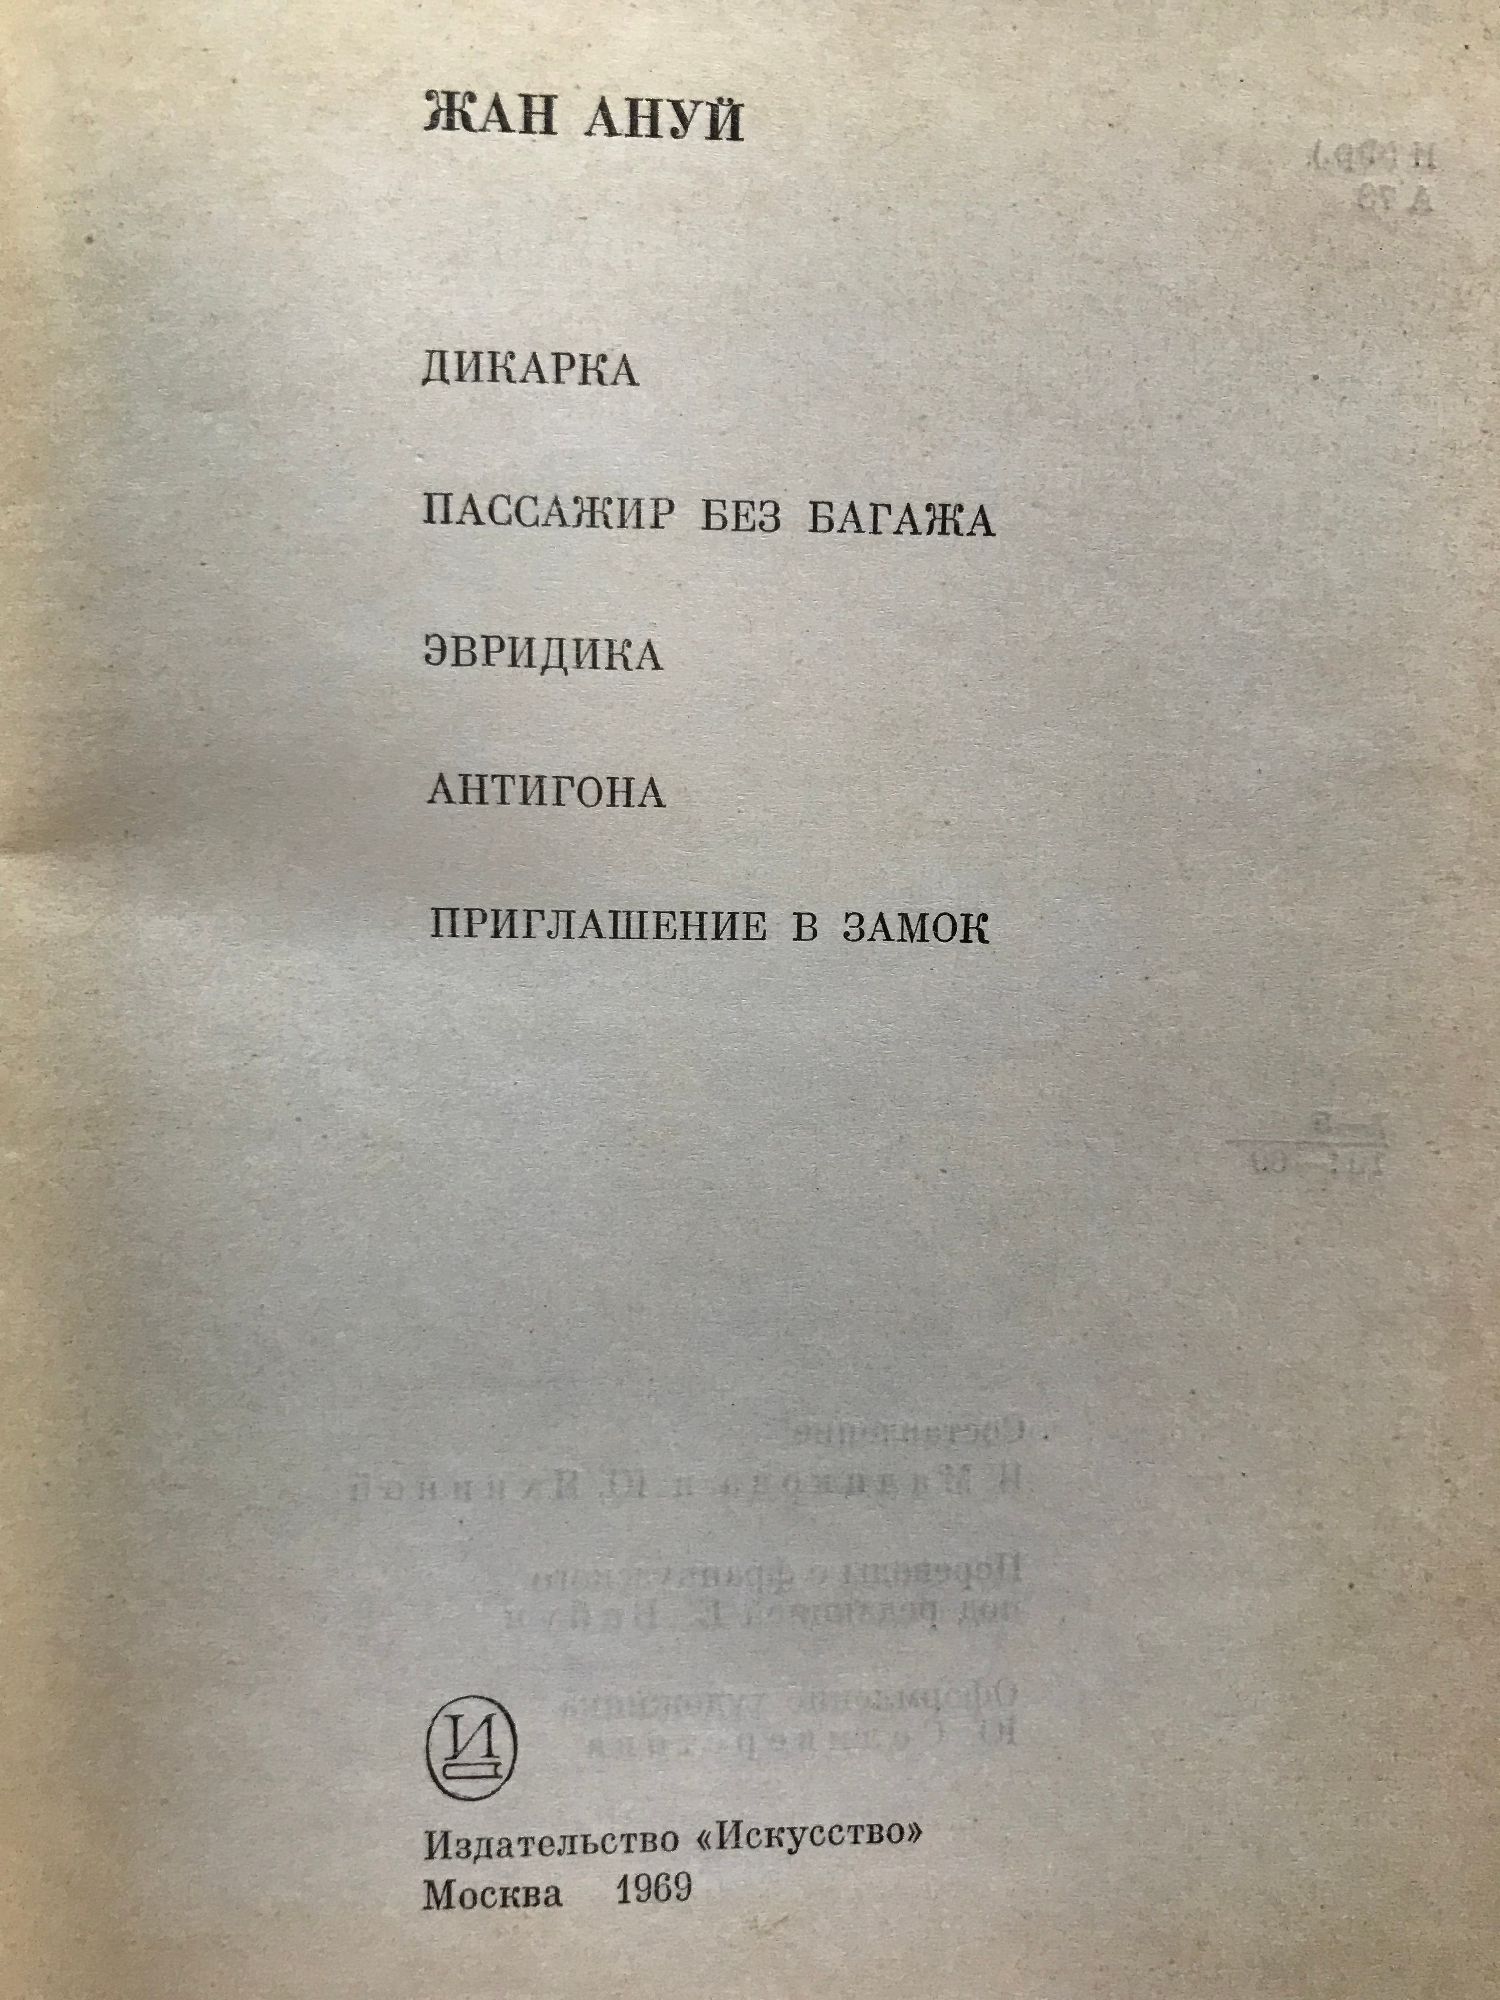 ЖАН АНУЙ
ДИКАРКА
ПАССАЖИР БЕЗ БАГАЖА
ЭВРИДИКА
АНТИГОНА
ПРИГЛАШЕНИЕ В ЗАМОК
И
Издательство «Искусство»
Москва 1969